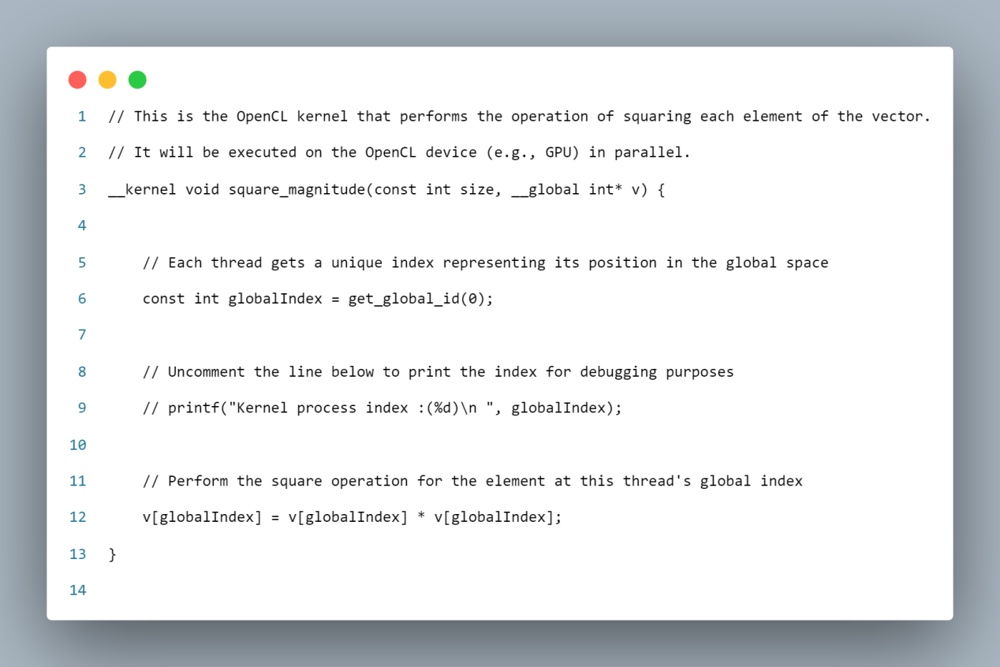 1 // This is the OpenCL kernel that performs the operation of squaring each element of the vector.
2 // It will be executed on the OpenCL device (e.g., GPU) in parallel.
3 __kernel void square_magnitude(const int size, __global int* v) {
4
5     // Each thread gets a unique index representing its position in the global space
6     const int globalIndex = get_global_id(0);
7
8     // Uncomment the line below to print the index for debugging purposes
9     // printf("Kernel process index :(%d)\n ", globalIndex);
10
11     // Perform the square operation for the element at this thread's global index
12     v[globalIndex] = v[globalIndex] * v[globalIndex];
13 }
14